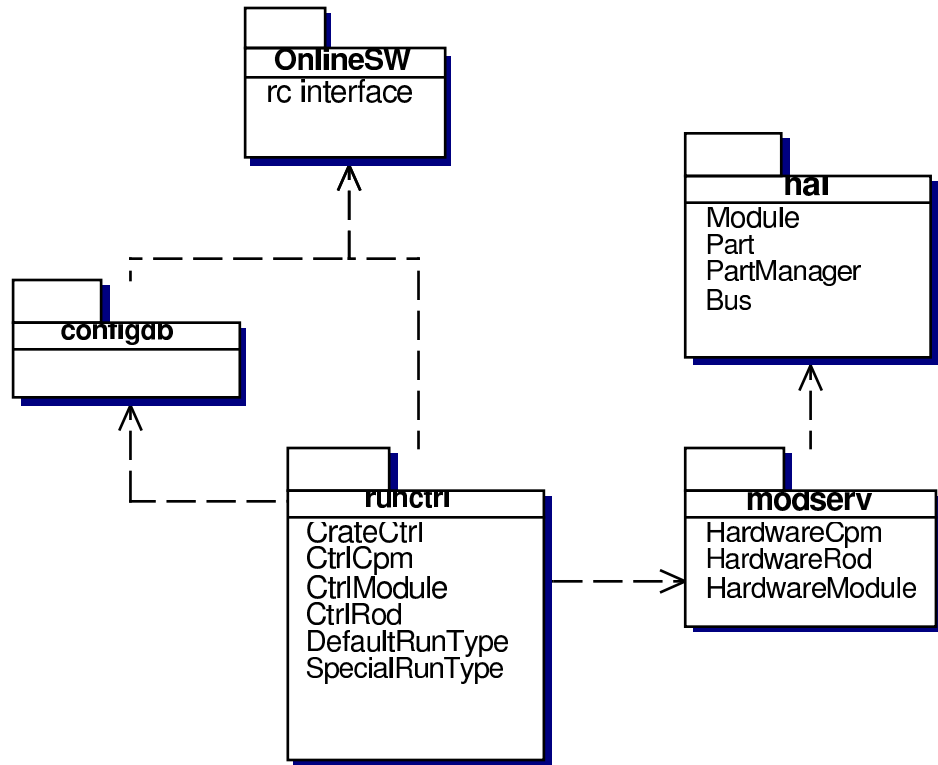 OnlineSW
rc interface
hal
Module
Part
PartManager
Bus
configdb
runctrl
CrateCtrl
CtrlCpm
CtrlModule
CtrlRod
DefaultRunType
SpecialRunType
modserv
HardwareCpm
HardwareRod
HardwareModule